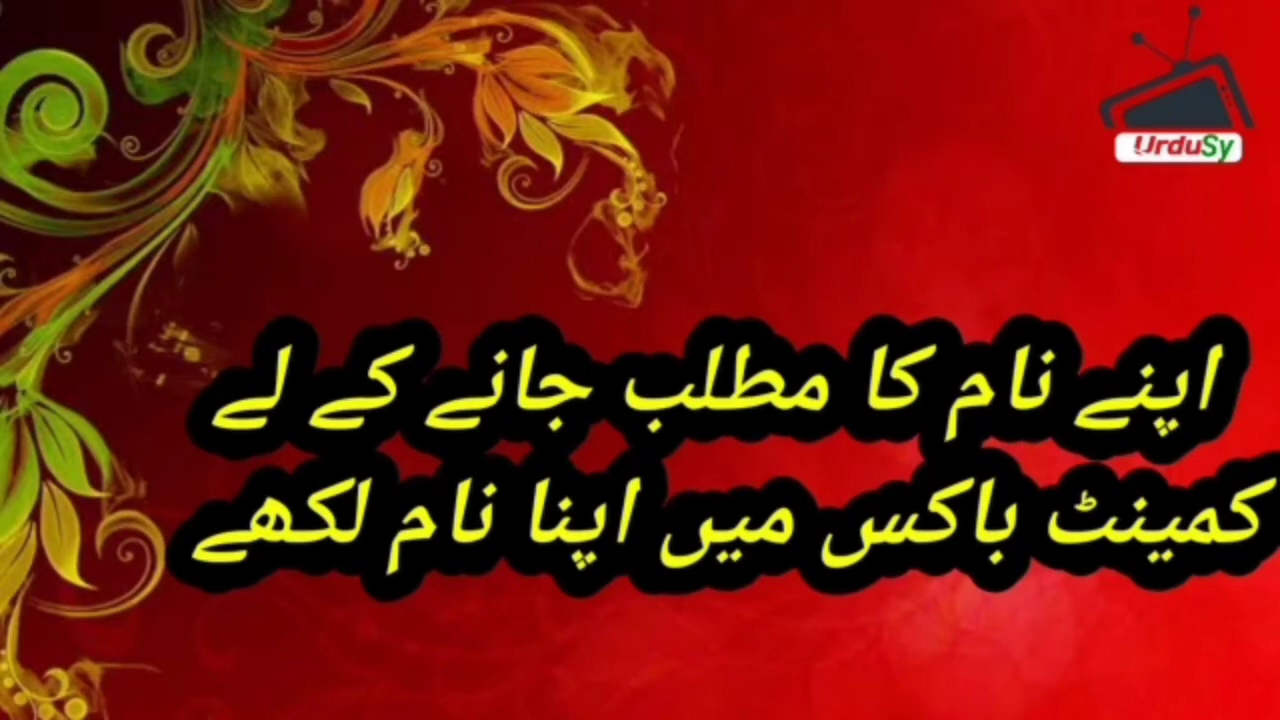 UrduSy
اپنے نام کا مطلب جانے کے لے
کمینٹ باکس میں اپنا نام لکھے